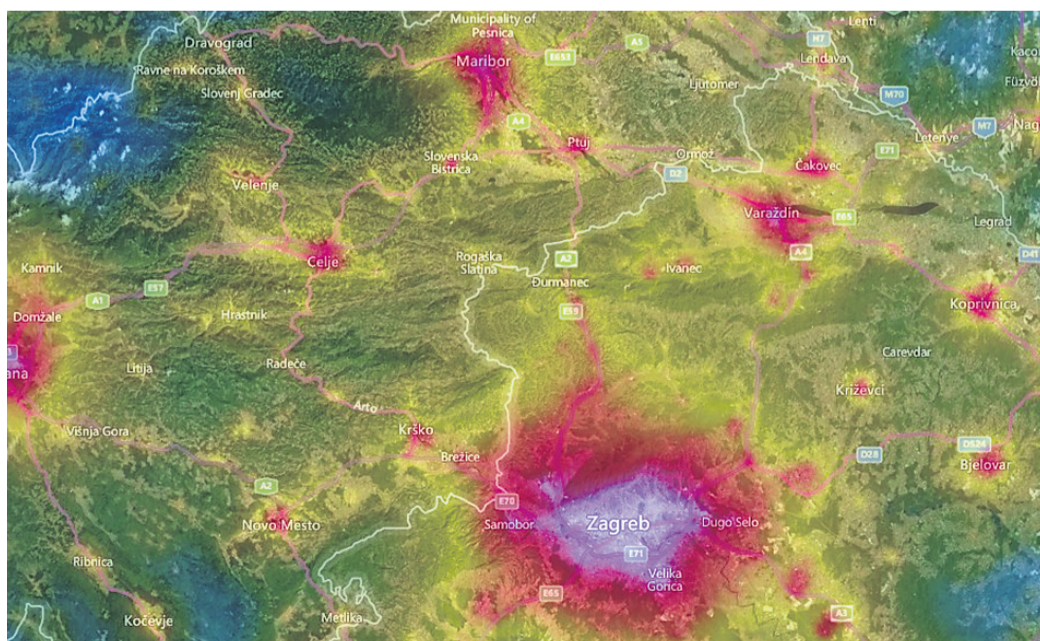 Municipality of
Pesnica
Lenti
Dravograd
A5
H7
Maribor
E653
Lendava
Ravne na Koroškem
Slovenj Gradec
Ljutomer
M70
A4
M7
Letenye
Ptuj
E71
Slovenska
Bistrica
Ormož
Čakovec
Velenje
D2
Varaždin
E65
Legrad
Celje
Rogaška
Slatina
A2
A4
D41
Kamnik
Ivanec
Đurmanec
E57
A1
Koprivnica
Domžale
Hrastnik
E59
Carevdar
Litija
Radeče
ana
Križevci
Arto
Višnja Gora
Krško
D524
Brežice
D28
Bjelovar
A2
E70
Novo Mesto
Samobor
Zagreb
Dugo Selo
E71
Ribnica
Velika
Gorica
E65
Metlika
Kočevje
A3